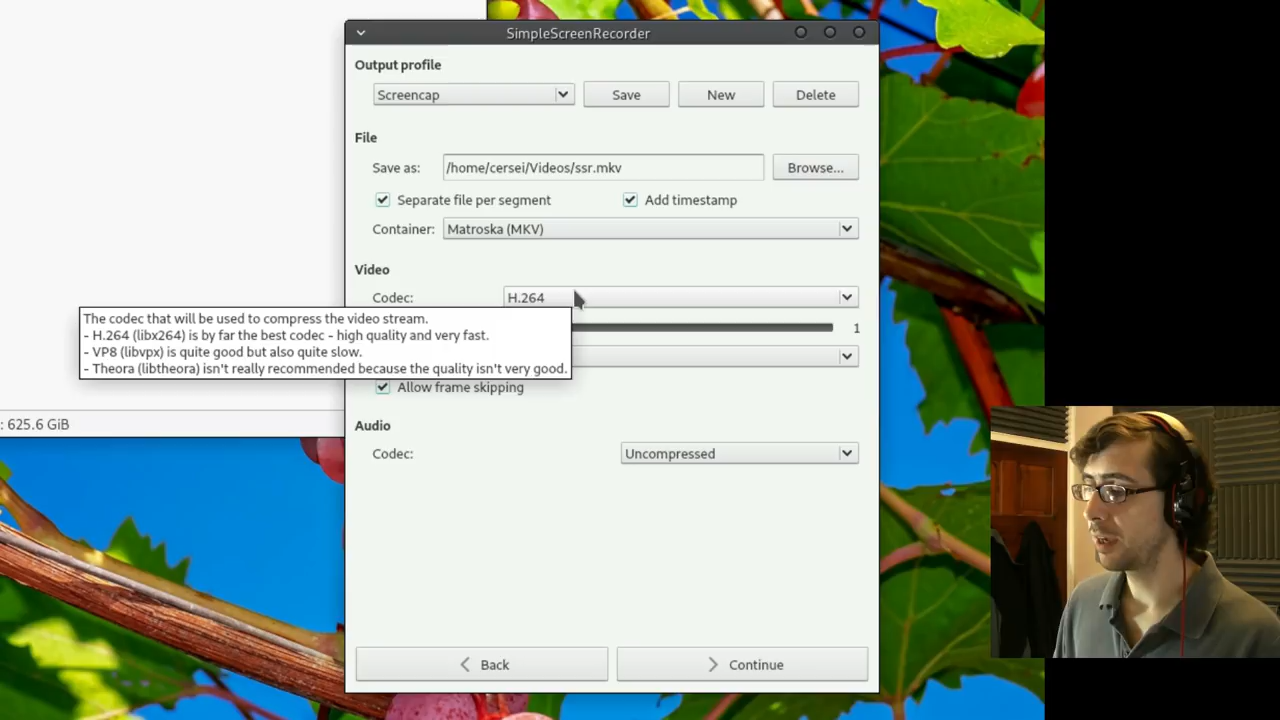 SimpleScreenRecorder
Output profile
Screencap
Save
New
Delete
File
Save as:
/home/cersei/Videos/ssr.mkv
Browse...
Separate file per segment
Add timestamp
Container:
Matroska (MKV)
Video
Codec:
H.264
The codec that will be used to compress the video stream.
- H.264 (libx264) is by far the best codec - high quality and very fast.
- VP8 (libvpx) is quite good but also quite slow.
- Theora (libtheora) isn't really recommended because the quality isn't very good.
1
Allow frame skipping
: 625.6 GiB
Audio
Codec:
Uncompressed
Back
Continue